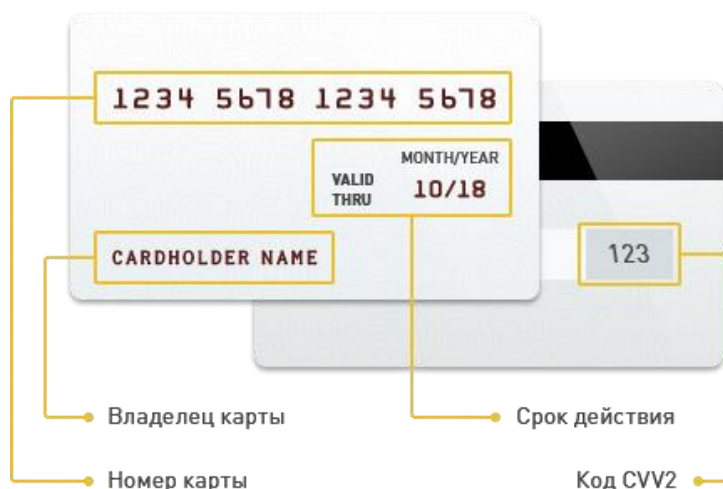 1234 5678 1234 5678
MONTH/YEAR
VALID
THRU
10/18
CARDHOLDER NAME
123
Владелец карты
Срок действия
Номер карты
Код CVV2